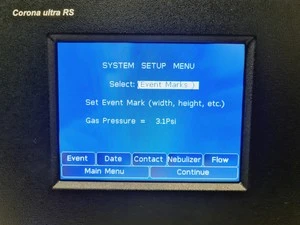 Corona ultra RS
SYSTEM SETUP MENU
Select: Event Marks :
Set Event Mark (width, height, etc.)
Gas Pressure = 3.1Psi
Event Date Contact Nebulizer Flow
Main Menu Continue